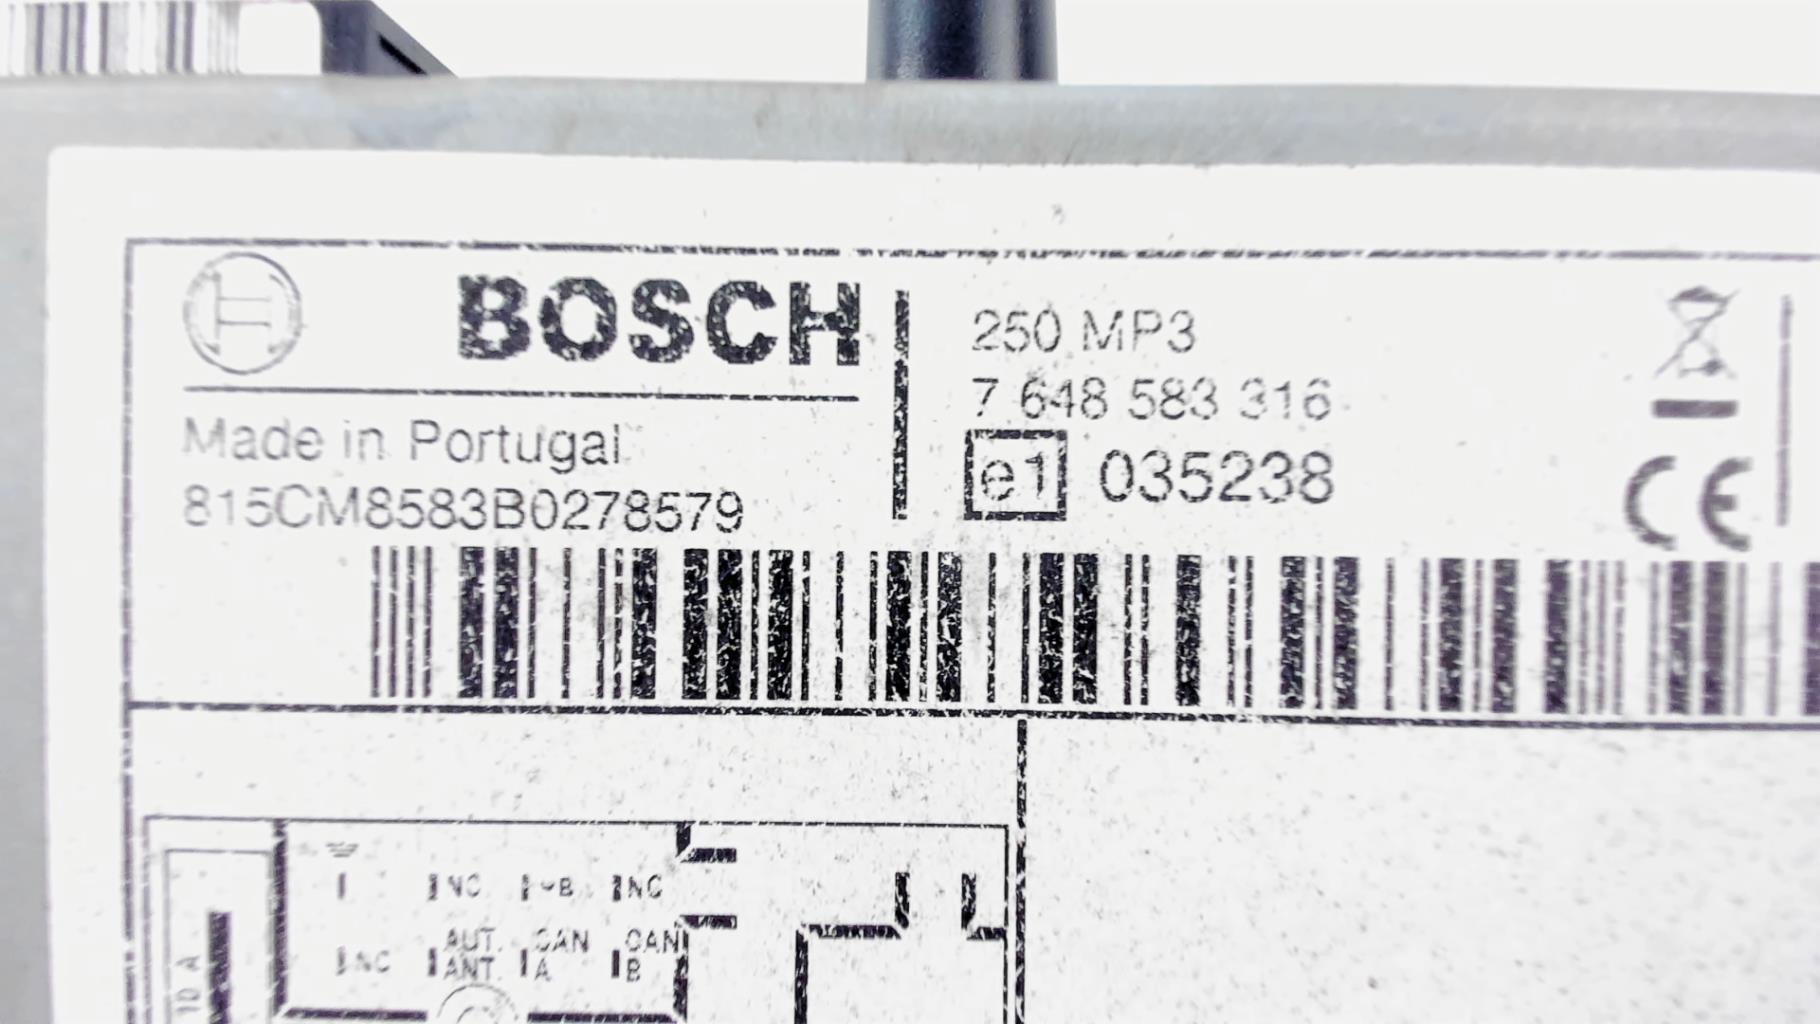 BOSCH
250 MP3
7 648 583 316
Made in Portugal
e1 035238
815CM8583B0278579
CE
NC +B NC
NC AUT. ANT. CAN A CAN B
10 A